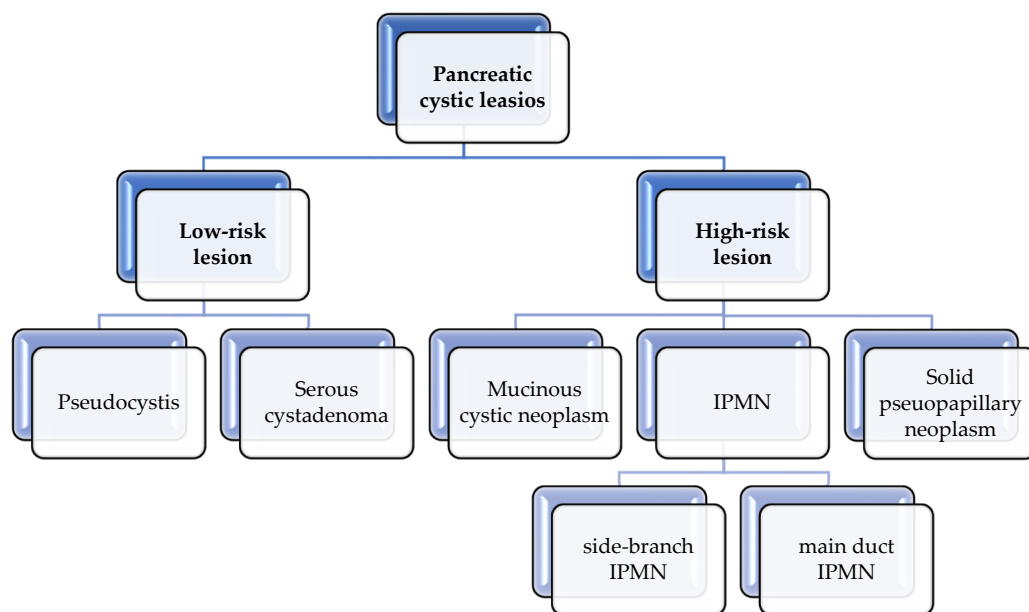 Pancreatic
cystic leasios
Low-risk
lesion
High-risk
lesion
Pseudocystis
Serous
cystadenoma
Mucinous
cystic neoplasm
IPMN
Solid
pseuopapillary
neoplasm
side-branch
IPMN
main duct
IPMN